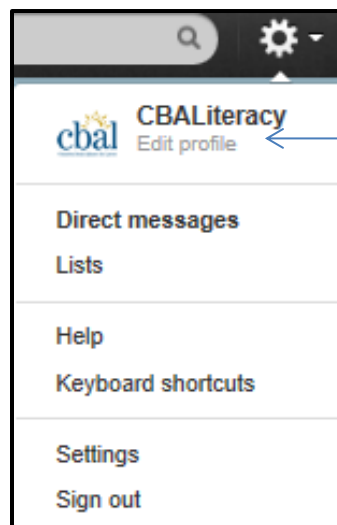 cbal
CBALiteracy
Edit profile
Direct messages
Lists
Help
Keyboard shortcuts
Settings
Sign out